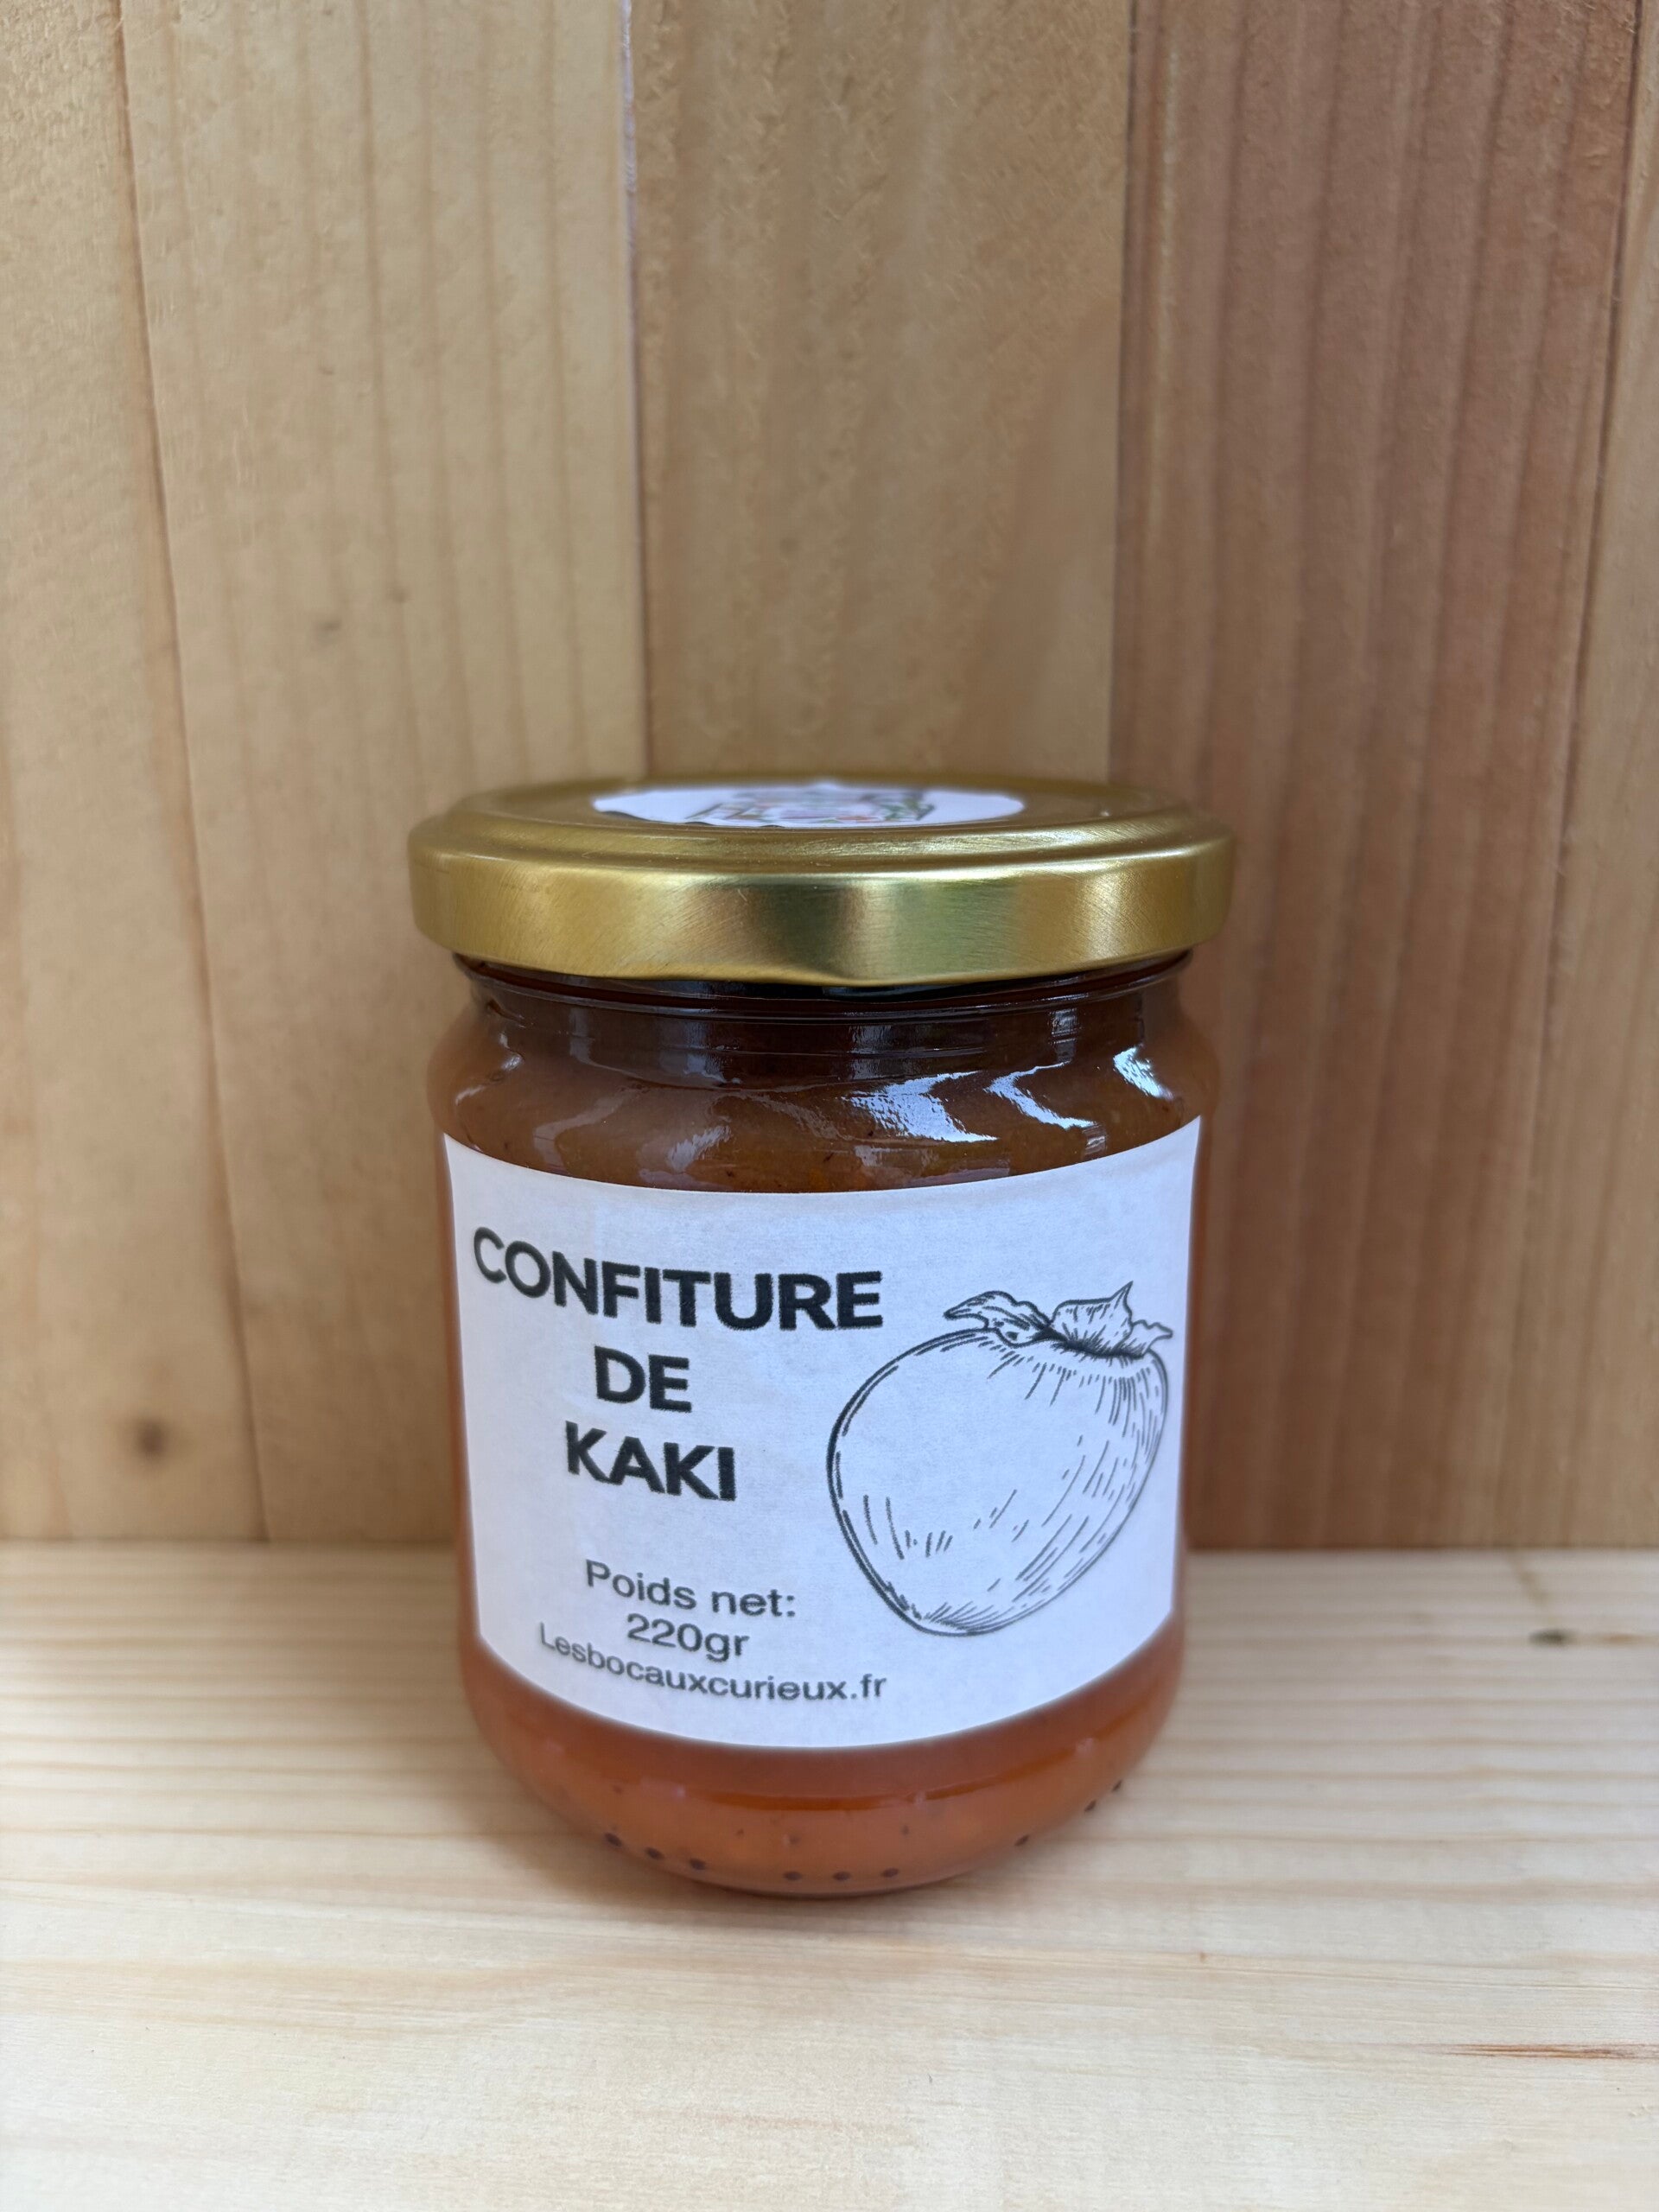 CONFITURE
DE
KAKI
Poids net:
220gr
Lesbocauxcurieux.fr